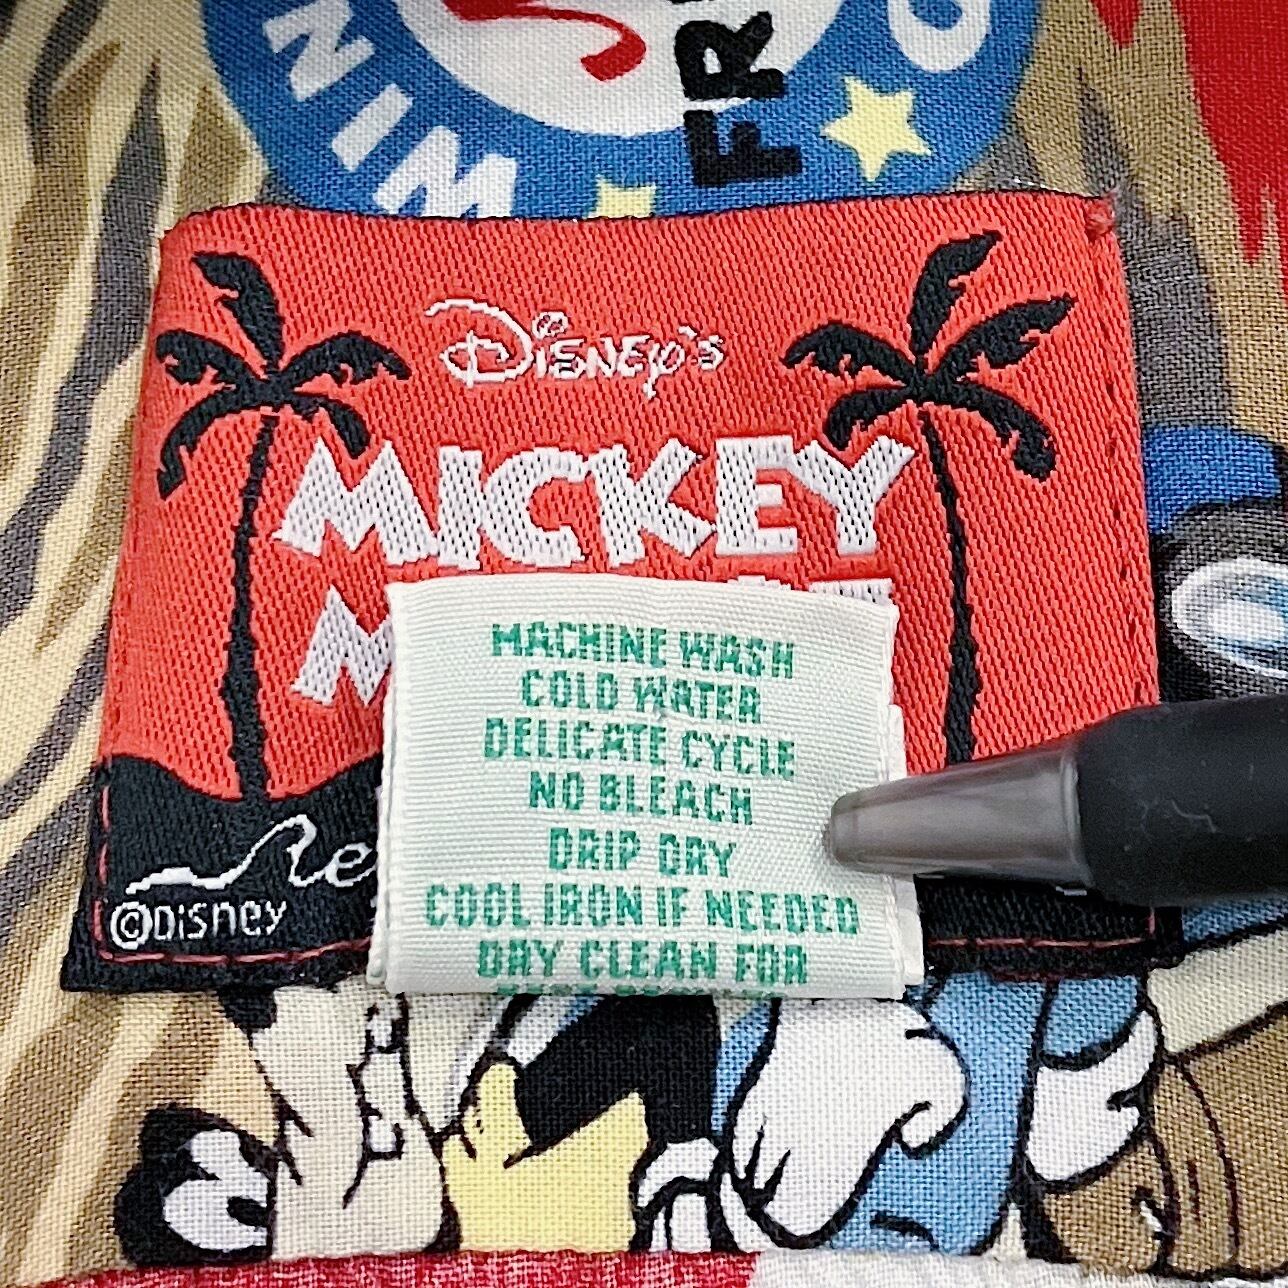 NIM
FR
DISNEY'S
MICKEY
MACHINE WASH
COLD WATER
DELICATE CYCLE
NO BLEACH
DRIP DRY
COOL IRON IF NEEDED
DRY CLEAN FOR
©DISNEY